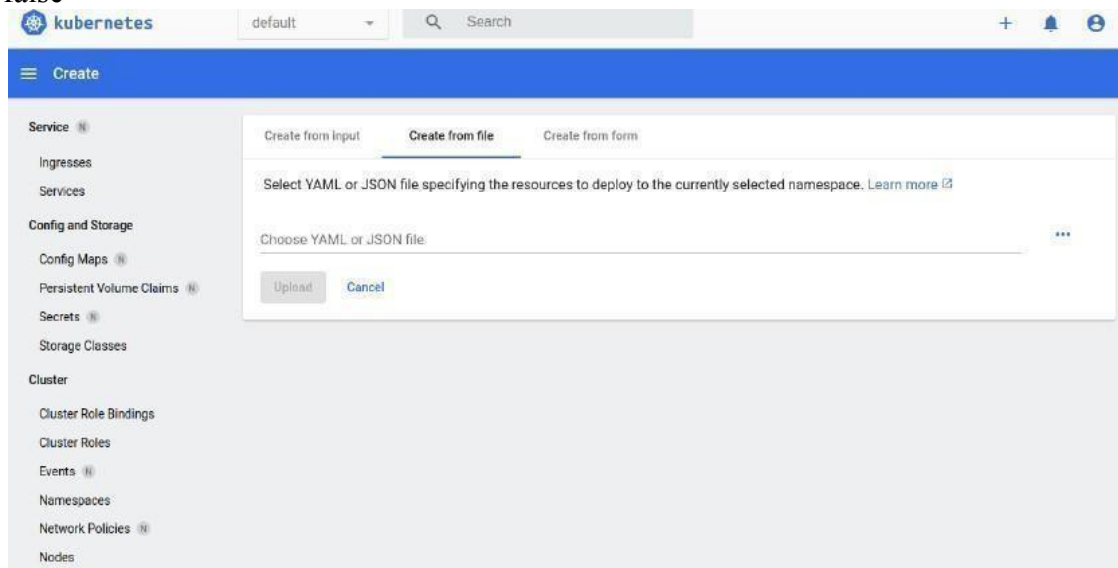 false
kubernetes
default
Search
Create
Service N
Ingresses
Services
Config and Storage
Config Maps N
Persistent Volume Claims N
Secrets N
Storage Classes
Cluster
Cluster Role Bindings
Cluster Roles
Events N
Namespaces
Network Policies N
Nodes
Create from input Create from file Create from form
Select YAML or JSON file specifying the resources to deploy to the currently selected namespace. Learn more
Choose YAML or JSON file
Upload Cancel